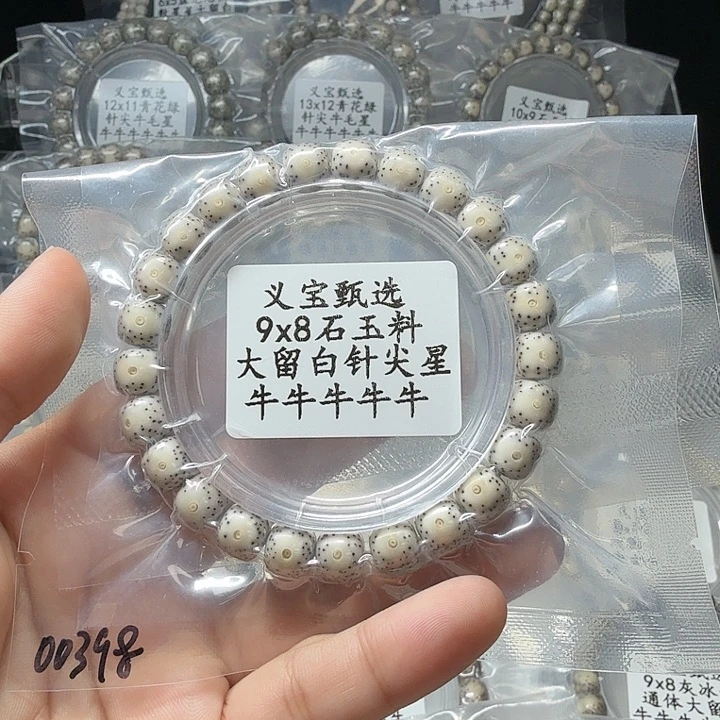 义宝甄选
12x11青花绿
针尖牛毛星
牛牛牛牛牛牛
义宝甄选
13x12青花绿
针尖牛毛星
牛牛牛牛牛牛
义宝甄选
义宝甄选
9x8石玉料
大留白针尖星
牛牛牛牛牛
00398
9x8灰冰
通体大留